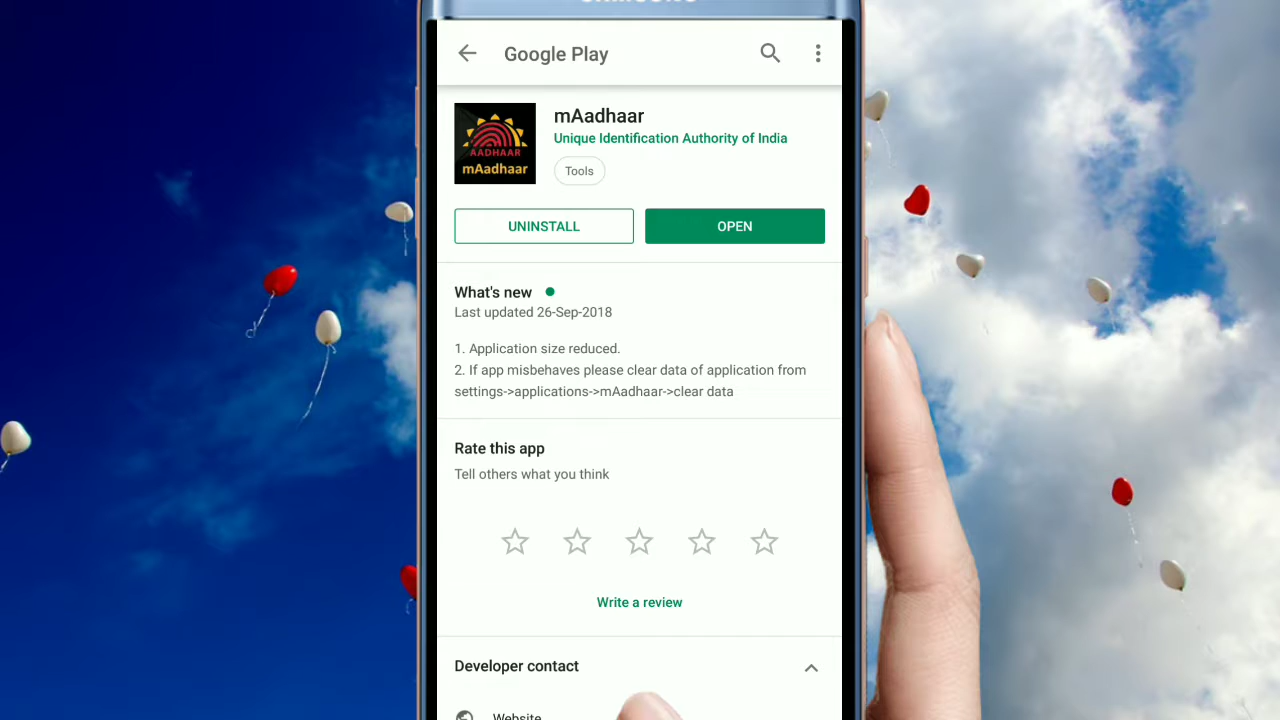 SAMSUNG
Google Play
mAadhaar
Unique Identification Authority of India
AADHAAR
mAadhaar
Tools
UNINSTALL
OPEN
What's new
Last updated 26-Sep-2018
1. Application size reduced.
2. If app misbehaves please clear data of application from
settings->applications->mAadhaar->clear data
Rate this app
Tell others what you think
Write a review
Developer contact
Website